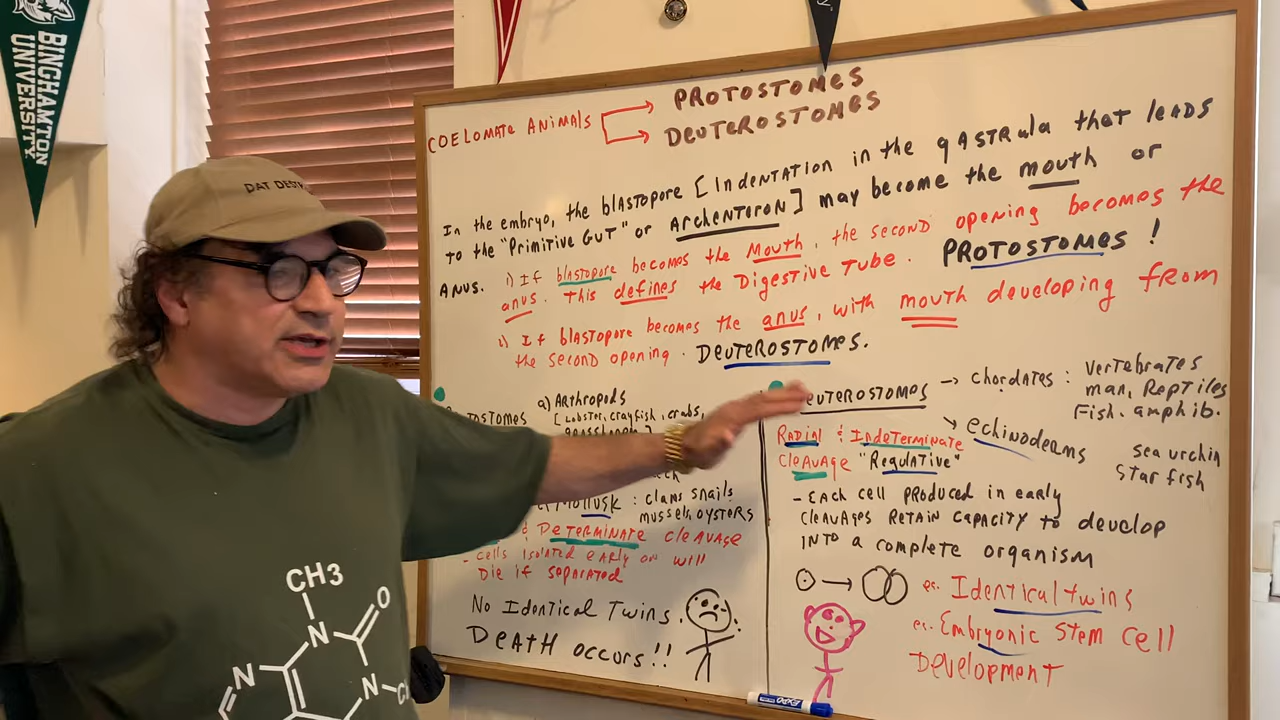 BINGHAMTON
UNIVERSITY
DAT DEST
CH3
O
N
N
N
COELOMATE ANIMALS
PROTOSTOMES
DEUTEROSTOMES
In the embryo, the blastopore [Indentation in the gastrula that leads
to the "Primitive Gut" or Archenteron] may become the mouth or
anus.
1) If blastopore becomes the Mouth, the second opening becomes the
anus. This defines the Digestive Tube. PROTOSTOMES!
2) If blastopore becomes the anus, with mouth developing from
the second opening. DEUTEROSTOMES.
a) Arthropods
[Lobster, crayfish, crabs,
Mollusk: clams snails
mussels, oysters
& Determinate cleavage
- cells isolated early on will
Die if separated
No Identical Twins.
Death occurs!!
EUTEROSTOMES
→ chordates: Vertebrates
man, Reptiles
Fish. amphib.
→ echinoderms
sea urchin
Starfish
Radial & Indeterminate
Cleavage "Regulative"
- Each cell produced in early
cleavages retain capacity to develop
into a complete organism
ex. Identical twins
ex. Embryonic Stem Cell
Development
EXPO